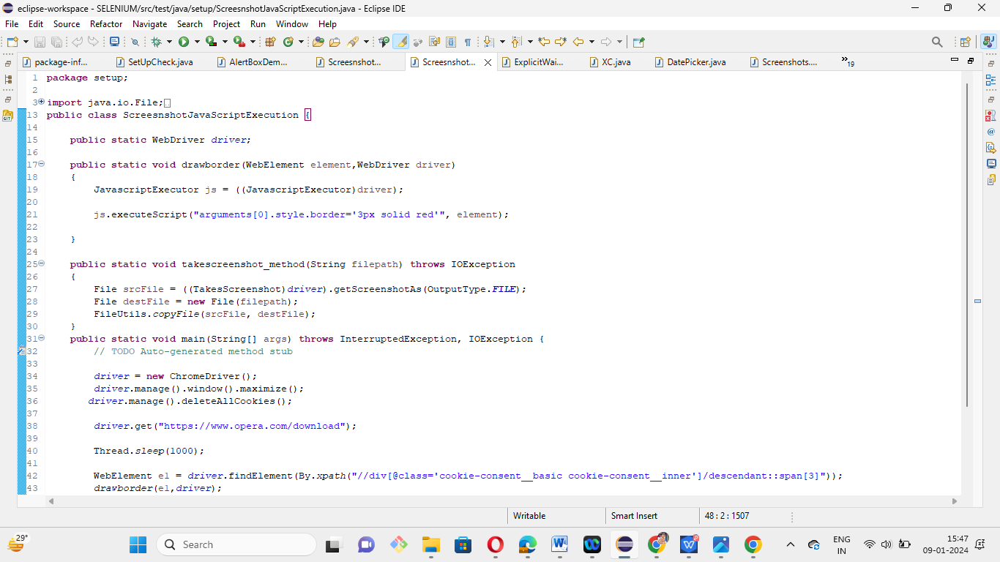 eclipse-workspace - SELENIUM/src/test/java/setup/ScreesnshotJavaScriptExecution.java - Eclipse IDE
File Edit Source Refactor Navigate Search Project Run Window Help
package-inf... SetUpCheck.java AlertBoxDem... Screesnshot... Screesnshot... ExplicitWai... XC.java DatePicker.java Screenshots.... »19
1 package setup;
2
3 import java.io.File;
13 public class ScreesnshotJavaScriptExecution {
14
15 public static WebDriver driver;
16
17 public static void drawborder(WebElement element,WebDriver driver)
18 {
19 JavascriptExecutor js = ((JavascriptExecutor)driver);
20
21 js.executeScript("arguments[0].style.border='3px solid red'", element);
22
23 }
24
25 public static void takescreenshot_method(String filepath) throws IOException
26 {
27 File srcFile = ((TakesScreenshot)driver).getScreenshotAs(OutputType.FILE);
28 File destFile = new File(filepath);
29 FileUtils.copyFile(srcFile, destFile);
30 }
31 public static void main(String[] args) throws InterruptedException, IOException {
32 // TODO Auto-generated method stub
33
34 driver = new ChromeDriver();
35 driver.manage().window().maximize();
36 driver.manage().deleteAllCookies();
37
38 driver.get("https://www.opera.com/download");
39
40 Thread.sleep(1000);
41
42 WebElement el = driver.findElement(By.xpath("//div[@class='cookie-consent__basic cookie-consent__inner']/descendant::span[3]"));
43 drawborder(el,driver);
Writable Smart Insert 48 : 2 : 1507
29°
Search
ENG
IN
15:47
09-01-2024